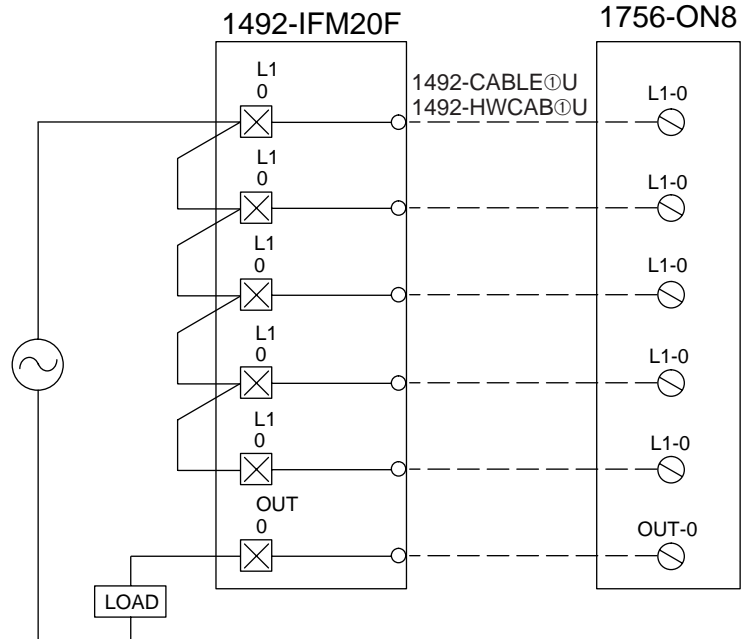 1492-IFM20F
1756-ON8
1492-CABLE①U
1492-HWCAB①U
L1
0
L1-0
L1
0
L1-0
L1
0
L1-0
L1
0
L1-0
L1
0
L1-0
OUT
0
OUT-0
LOAD